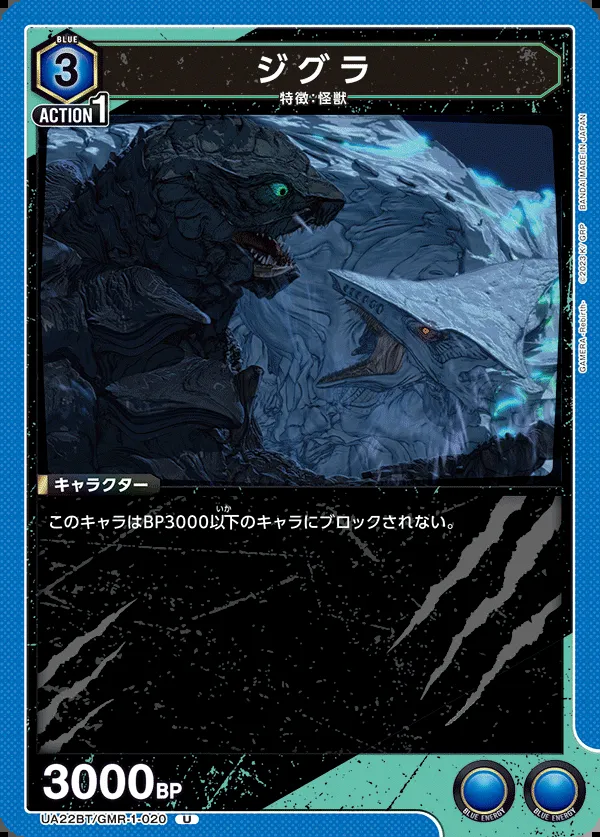 BLUE
3
ジグラ
特徴:怪獣
ACTION 1
BANDAI MADE IN JAPAN
©2023 K/GRP
GAMERA -Rebirth-
キャラクター
いか
このキャラはBP3000以下のキャラにブロックされない。
3000BP
UA22BT/GMR-1-020 U
BLUE ENERGY
BLUE ENERGY